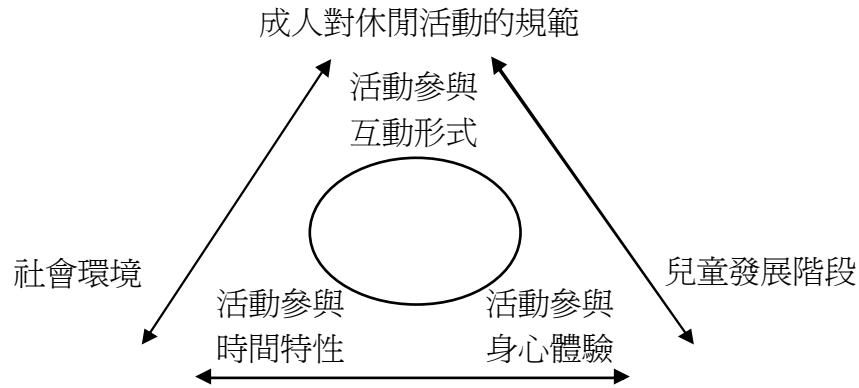 成人對休閒活動的規範
活動參與
互動形式
社會環境
兒童發展階段
活動參與
時間特性
活動參與
身心體驗